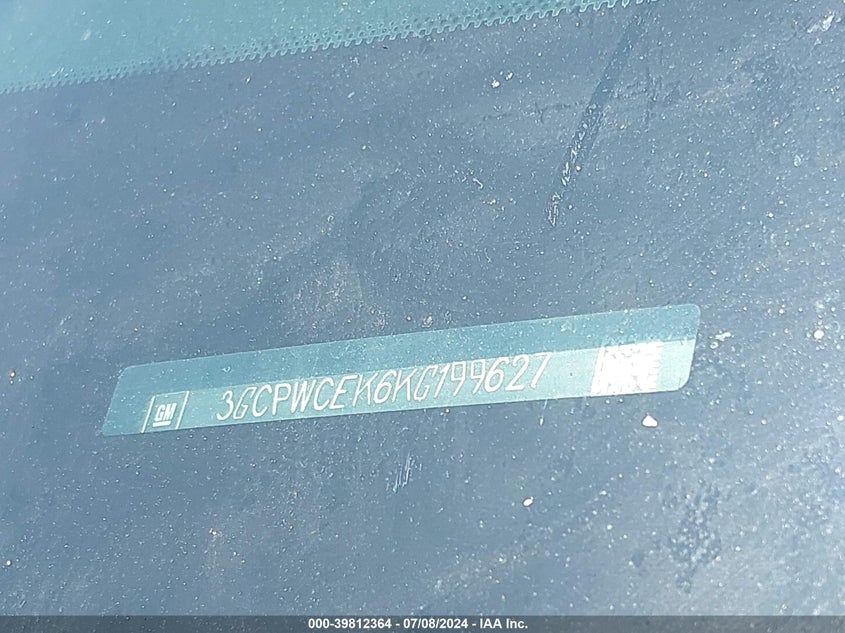 GM 3GCPWCEK6KG199627
000-39812364 - 07/08/2024 - IAA Inc.